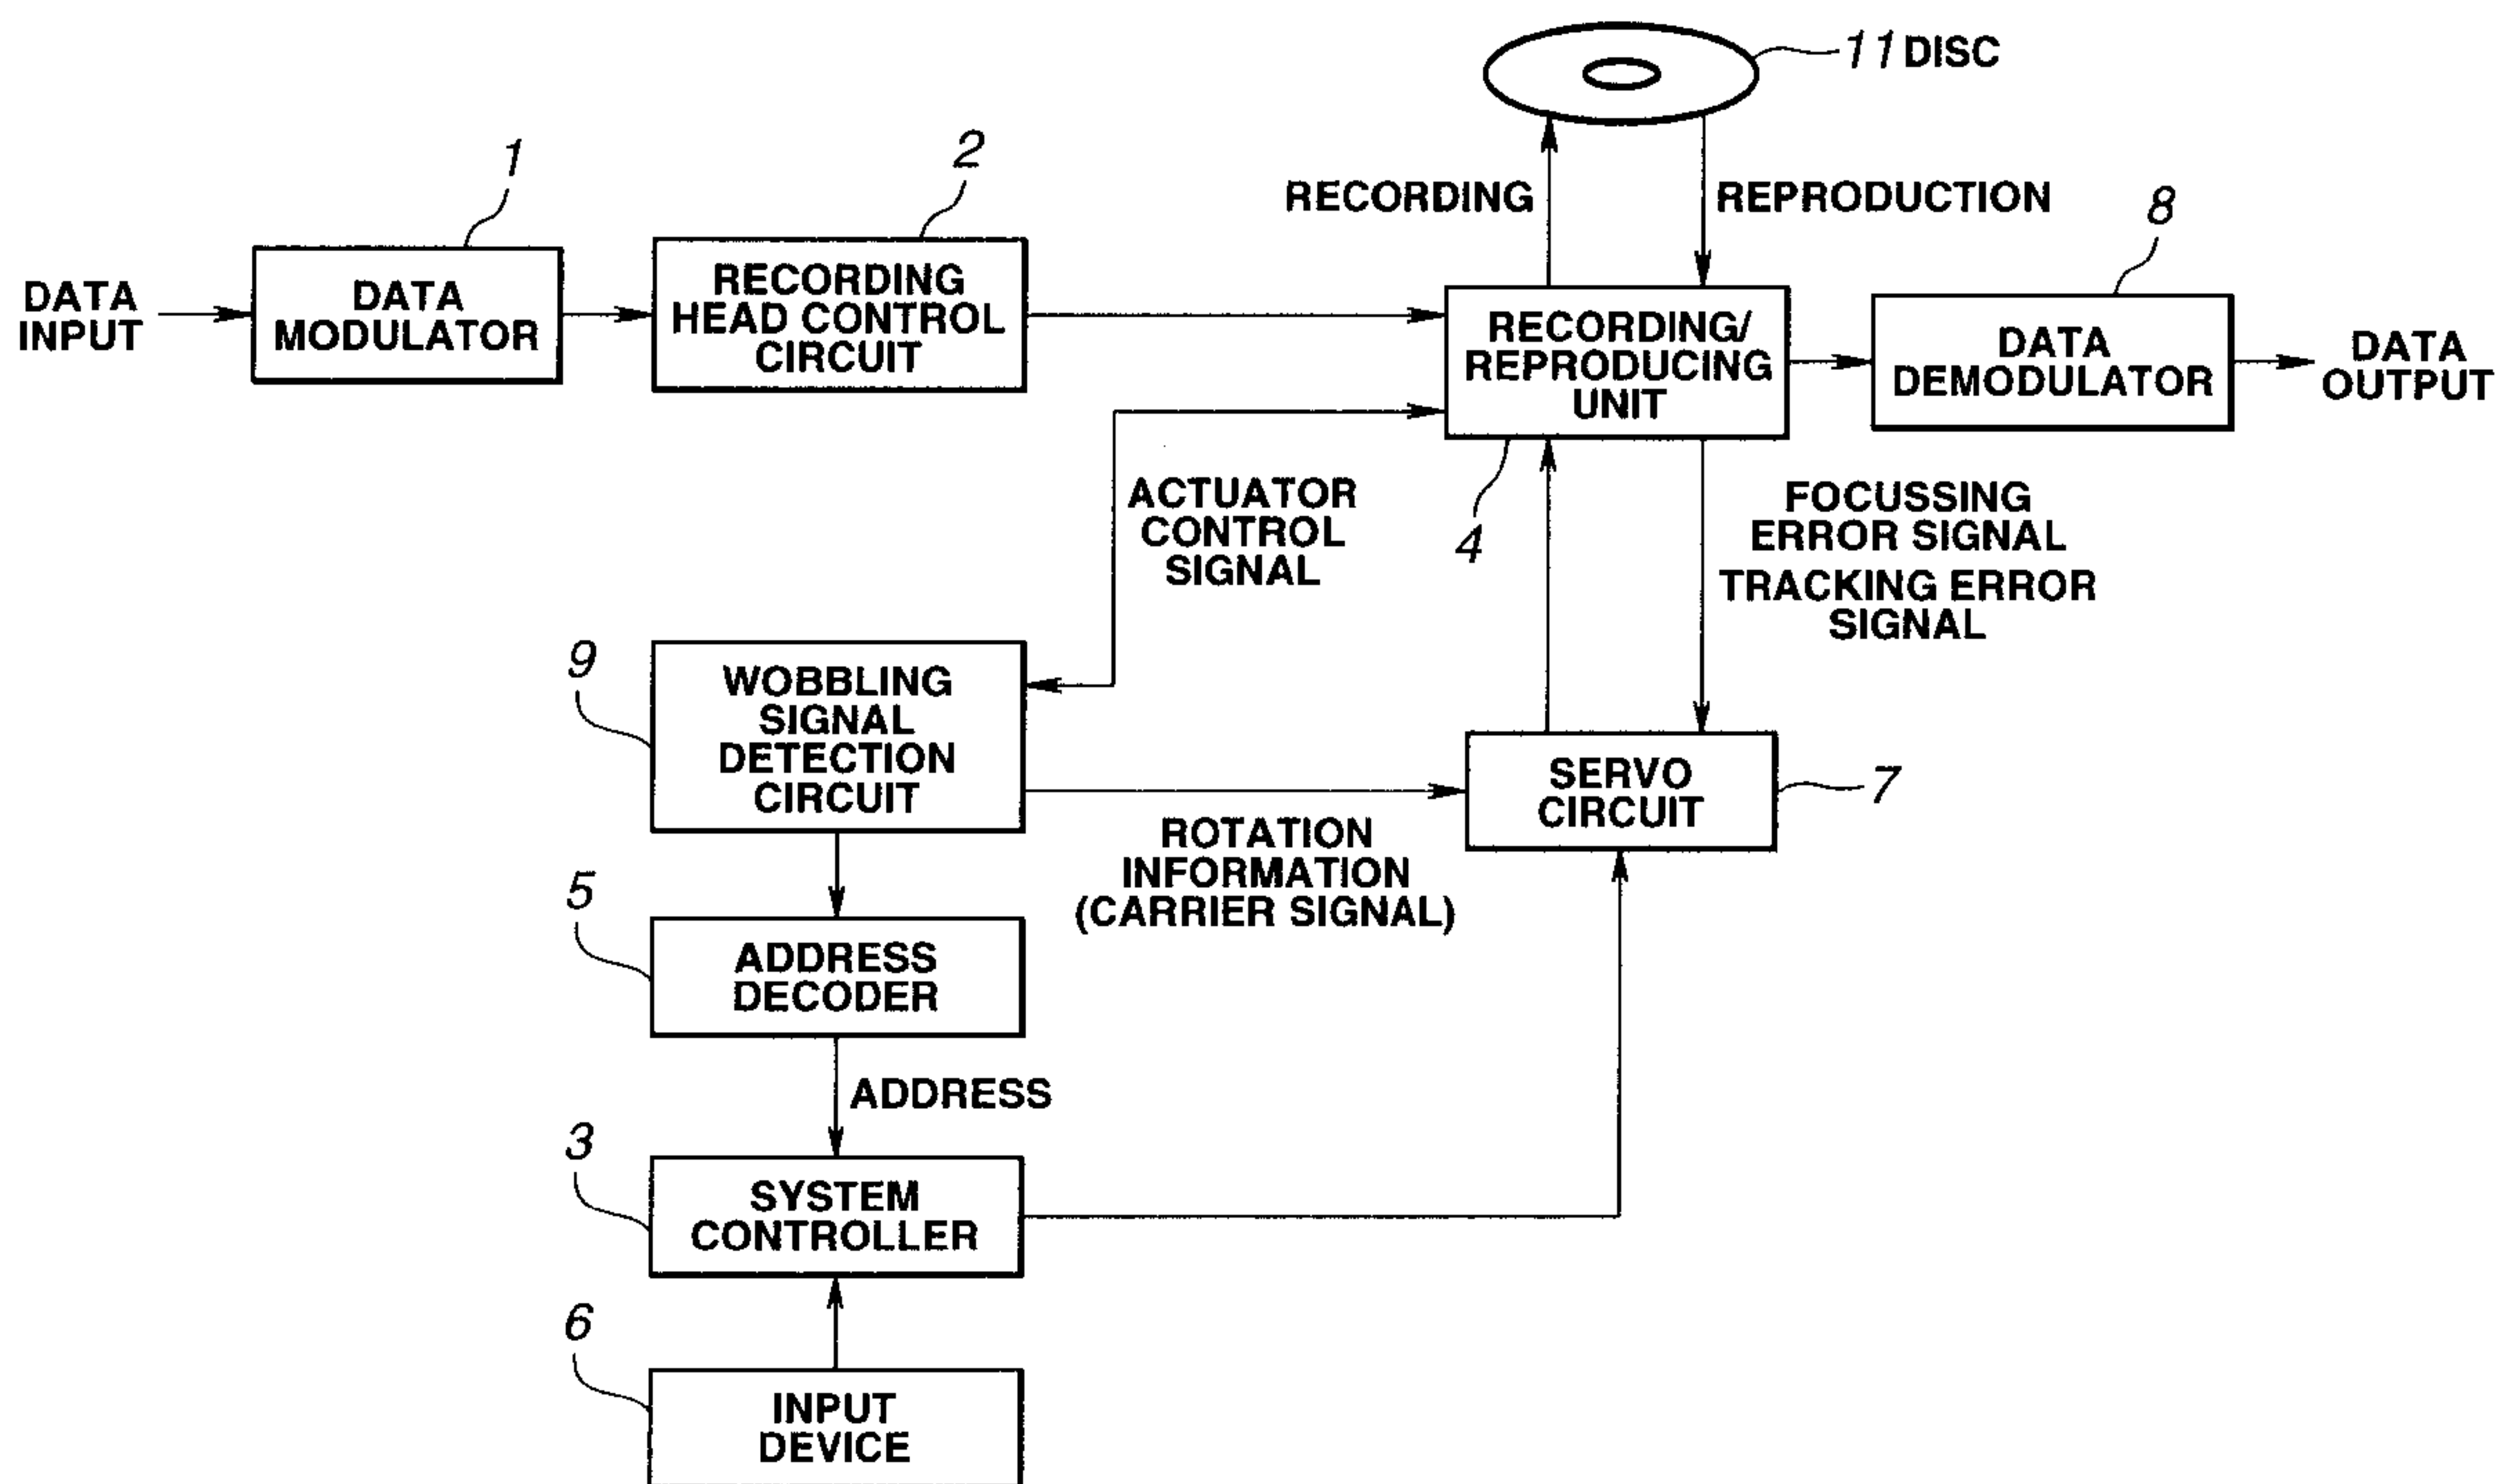 11 DISC
1
2
RECORDING
REPRODUCTION
8
DATA
INPUT
DATA
MODULATOR
RECORDING
HEAD CONTROL
CIRCUIT
RECORDING/
REPRODUCING
UNIT
DATA
DEMODULATOR
DATA
OUTPUT
ACTUATOR
CONTROL
SIGNAL
4
FOCUSSING
ERROR SIGNAL
TRACKING ERROR
SIGNAL
9
WOBBLING
SIGNAL
DETECTION
CIRCUIT
SERVO
CIRCUIT
7
ROTATION
INFORMATION
(CARRIER SIGNAL)
5
ADDRESS
DECODER
ADDRESS
3
SYSTEM
CONTROLLER
6
INPUT
DEVICE